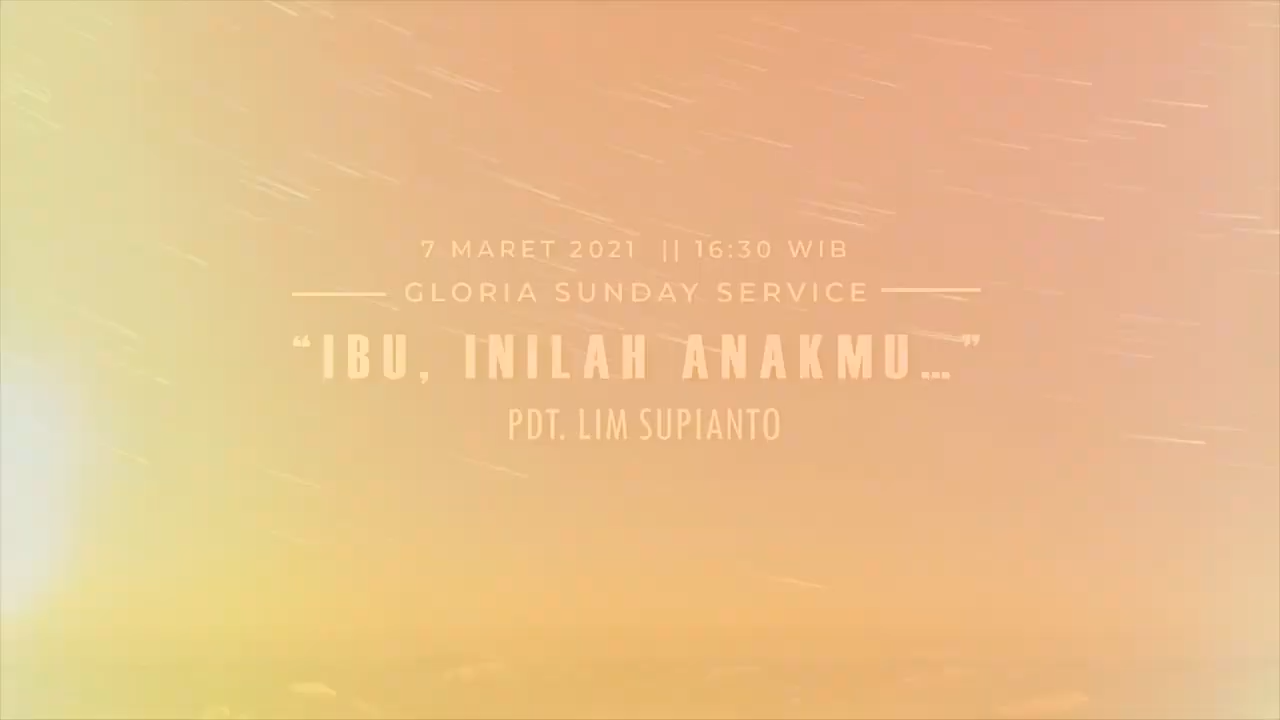 7 MARET 2021 || 16:30 WIB
GLORIA SUNDAY SERVICE
“IBU, INILAH ANAKMU...”
PDT. LIM SUPIANTO